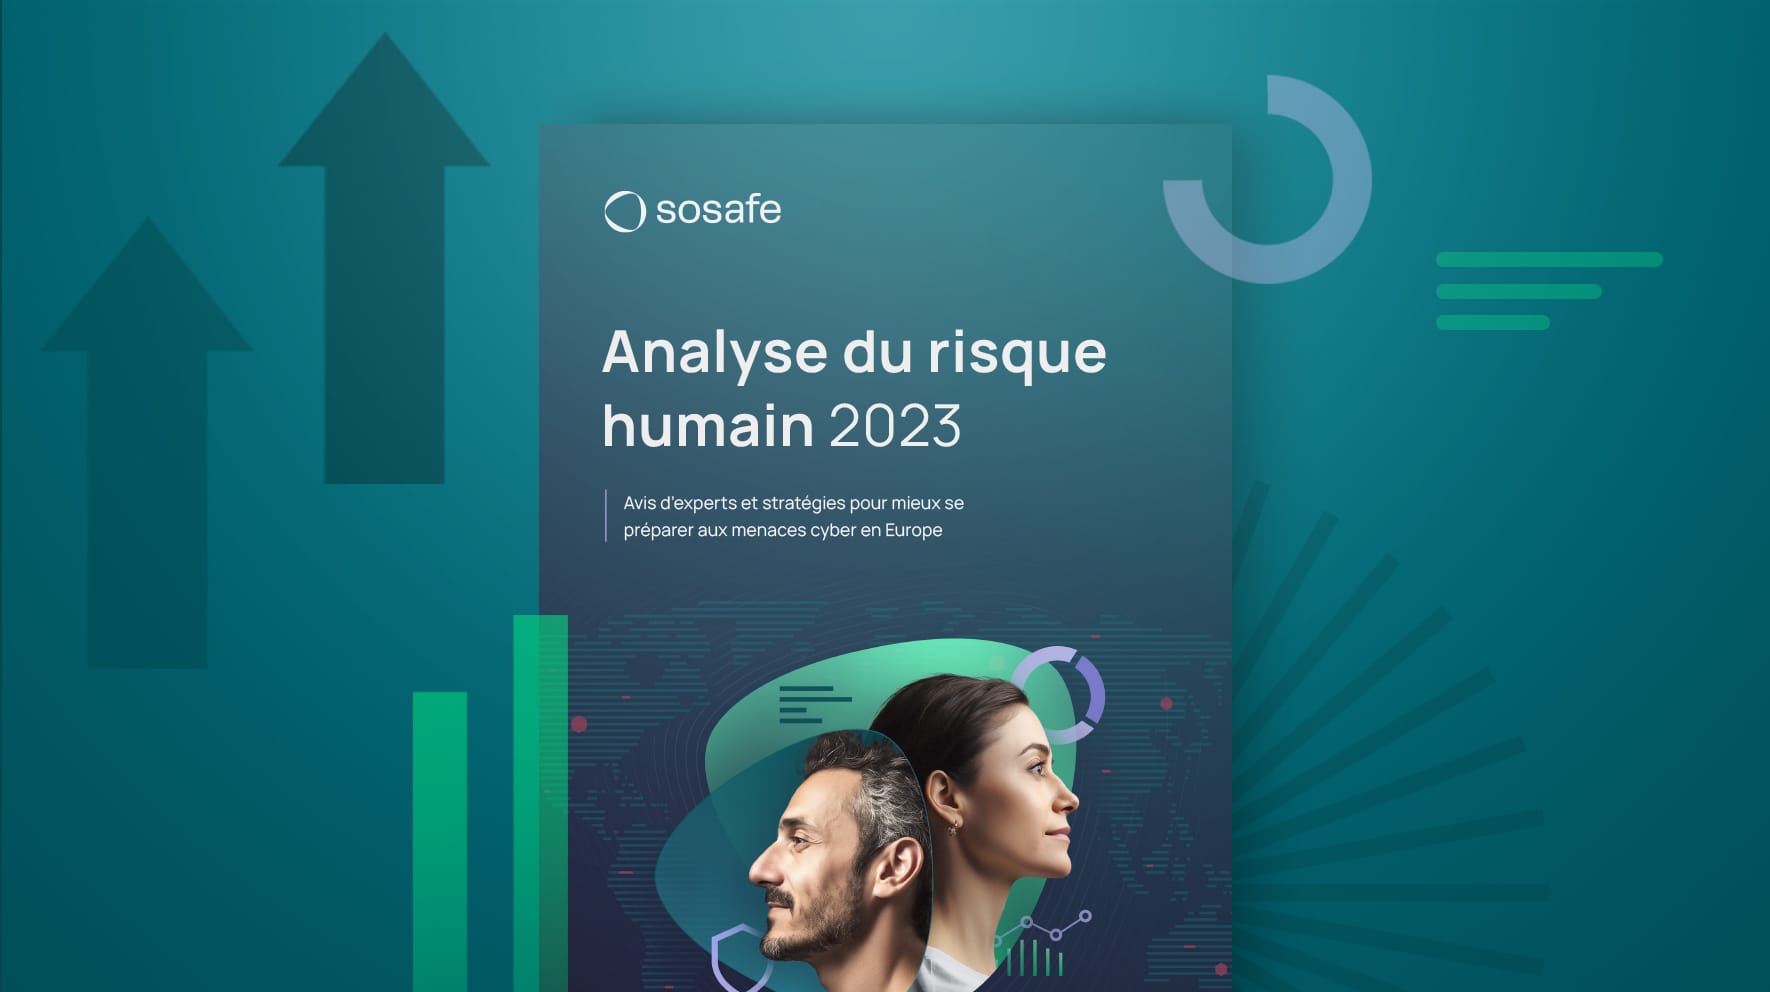 sosafe
Analyse du risque
humain 2023
Avis d'experts et stratégies pour mieux se
préparer aux menaces cyber en Europe